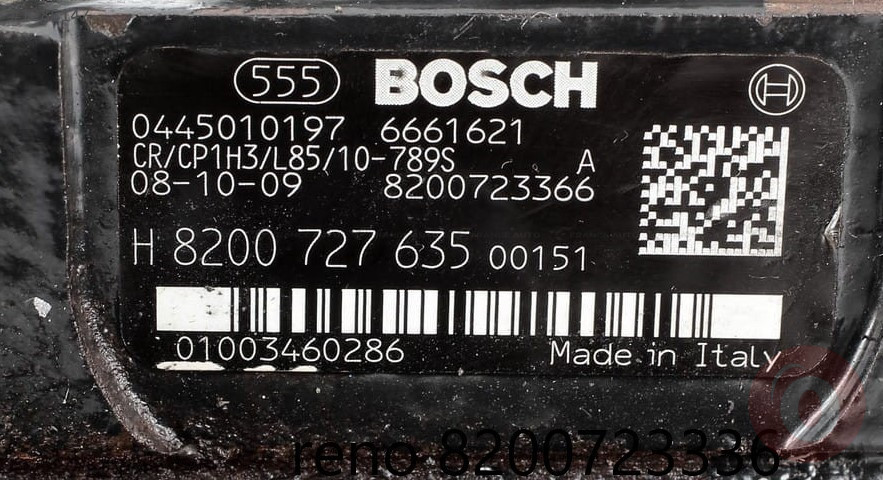 555 BOSCH
0445010197 6661621
CR/CP1H3/L85/10-789S A
08-10-09 8200723366
H 8200 727 635 00151
01003460286 Made in Italy
reno 8200723336